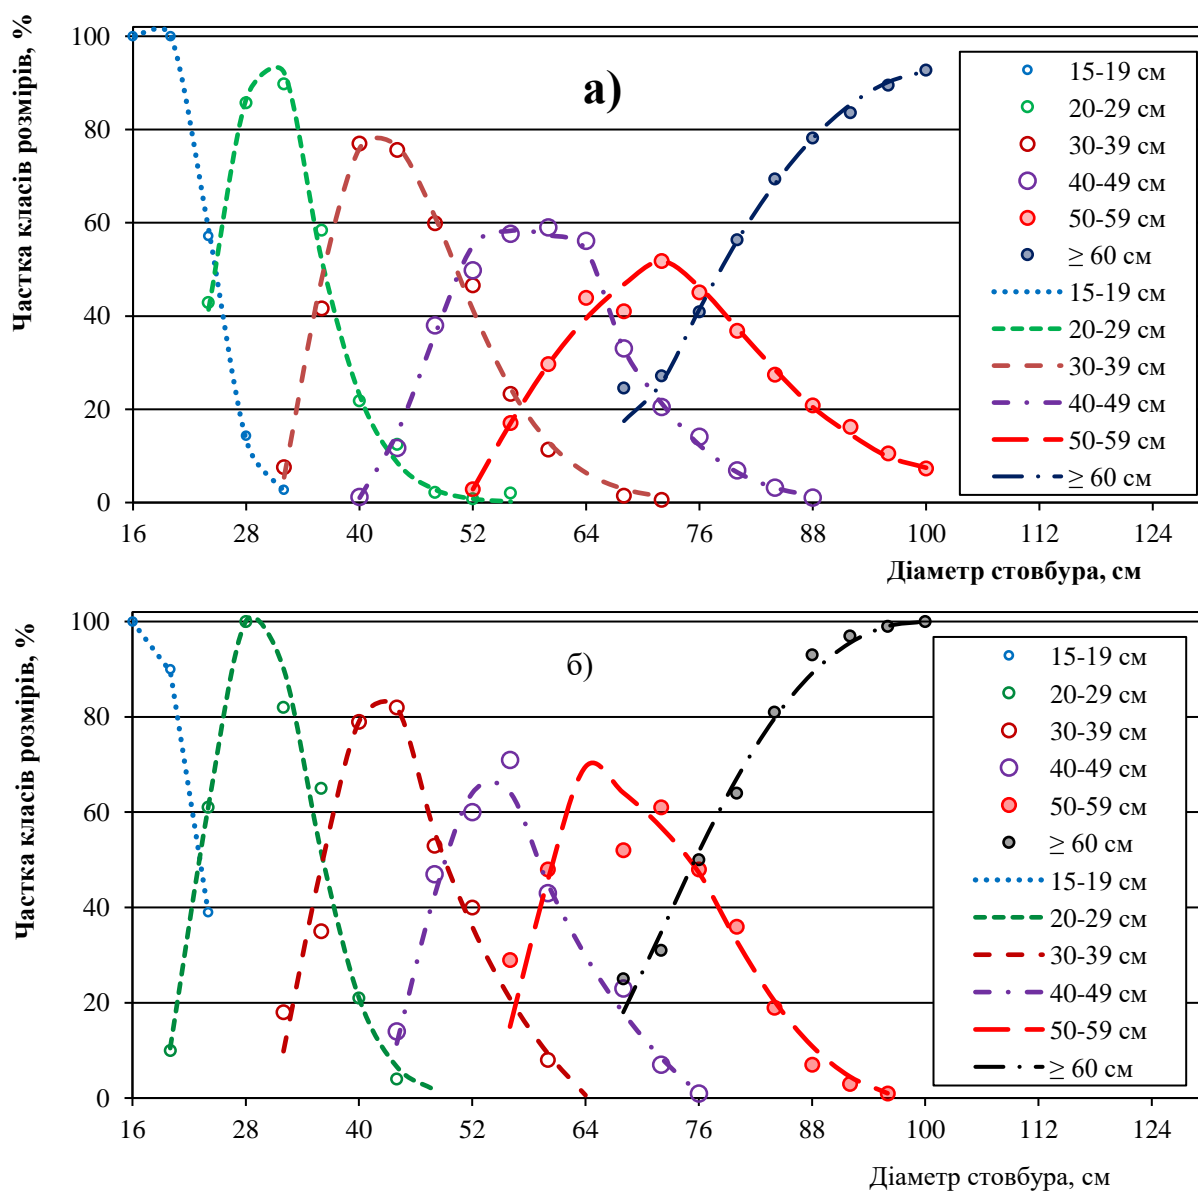 Частка класів розмірів, %
100
80
60
40
20
0
а)
15-19 см
20-29 см
30-39 см
40-49 см
50-59 см
≥ 60 см
15-19 см
20-29 см
30-39 см
40-49 см
50-59 см
≥ 60 см
16 28 40 52 64 76 88 100 112 124
Діаметр стовбура, см
Частка класів розмірів, %
100
80
60
40
20
0
б)
15-19 см
20-29 см
30-39 см
40-49 см
50-59 см
≥ 60 см
15-19 см
20-29 см
30-39 см
40-49 см
50-59 см
≥ 60 см
16 28 40 52 64 76 88 100 112 124
Діаметр стовбура, см